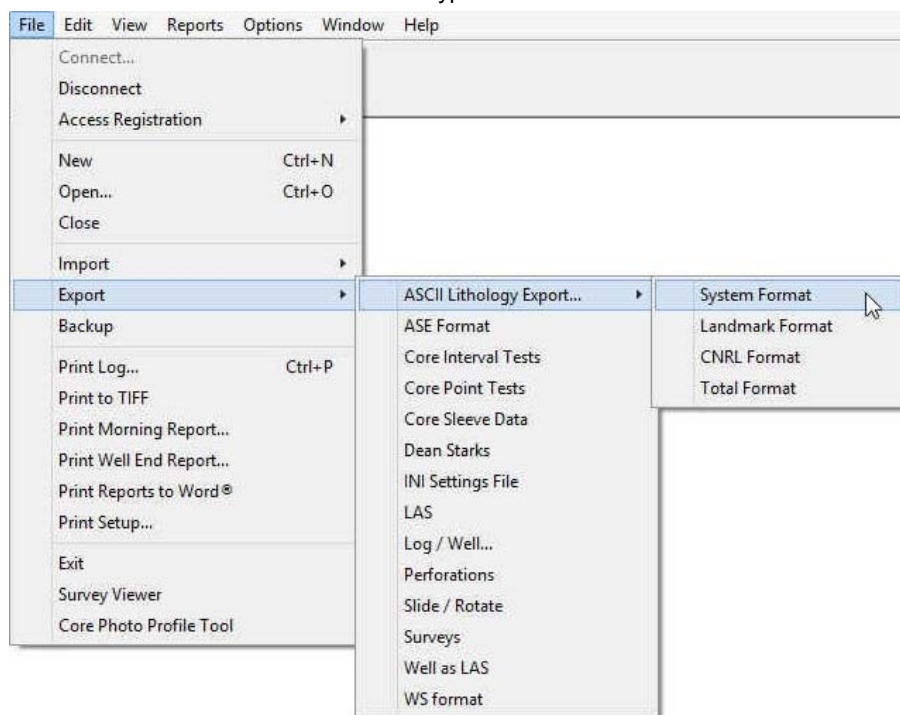 File Edit View Reports Options Window Help
Connect...
Disconnect
Access Registration
New Ctrl+N
Open... Ctrl+O
Close
Import
Export
Backup
Print Log... Ctrl+P
Print to TIFF
Print Morning Report...
Print Well End Report...
Print Reports to Word®
Print Setup...
Exit
Survey Viewer
Core Photo Profile Tool
ASCII Lithology Export...
ASE Format
Core Interval Tests
Core Point Tests
Core Sleeve Data
Dean Starks
INI Settings File
LAS
Log / Well...
Perforations
Slide / Rotate
Surveys
Well as LAS
WS format
System Format
Landmark Format
CNRL Format
Total Format